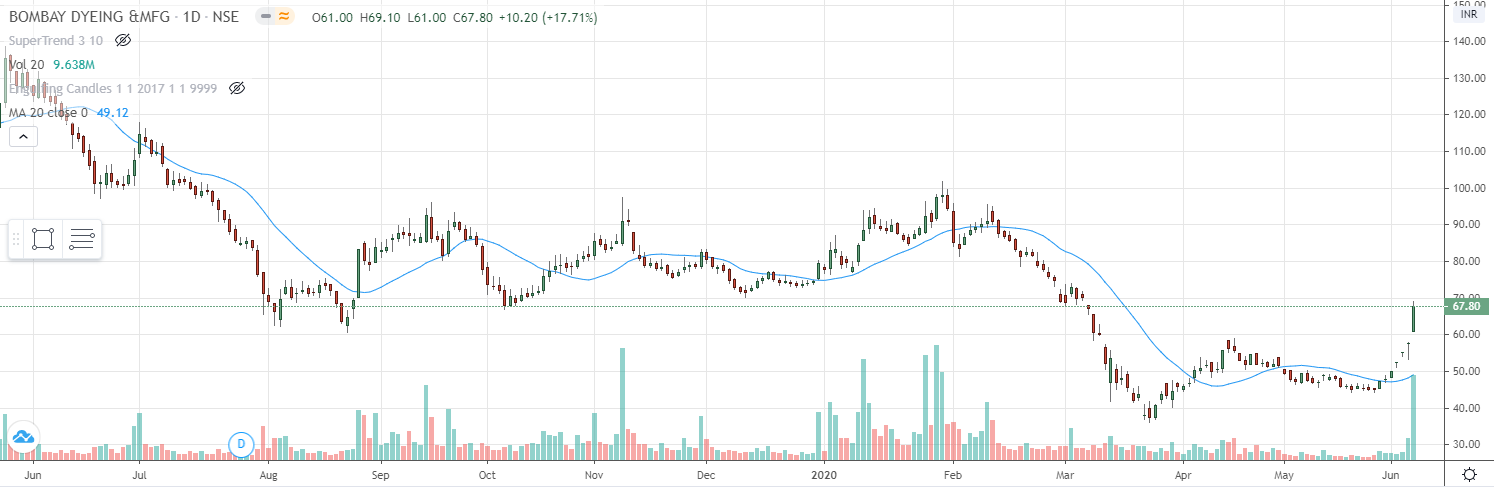 BOMBAY DYEING &MFG · 1D · NSE O61.00 H69.10 L61.00 C67.80 +10.20 (+17.71%)
SuperTrend 3 10
Vol 20 9.638M
Engulfing Candles 1 1 2017 1 1 9999
MA 20 close 0 49.12
150.00
INR
140.00
130.00
120.00
110.00
100.00
90.00
80.00
70.00
67.80
60.00
50.00
40.00
30.00
D
Jun Jul Aug Sep Oct Nov Dec 2020 Feb Mar Apr May Jun